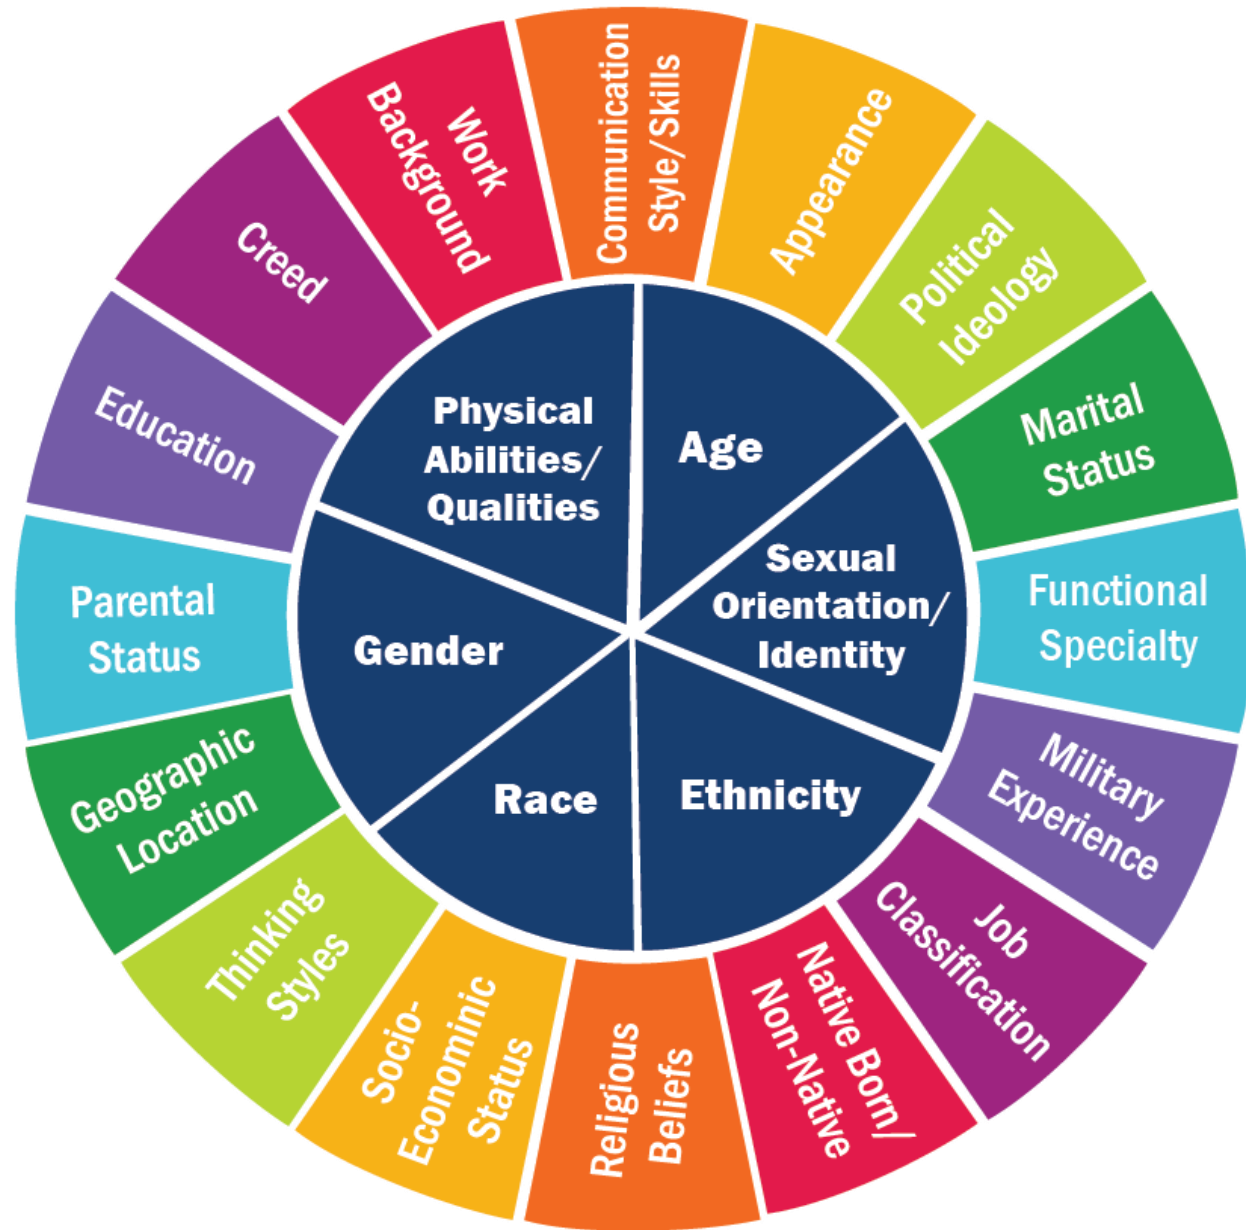 Communication
Style/Skills
Appearance
Political
Ideology
Marital
Status
Functional
Specialty
Military
Experience
Job
Classification
Native Born/
Non-Native
Religious
Beliefs
Socio-
Econominic
Status
Thinking
Styles
Geographic
Location
Parental
Status
Education
Creed
Work
Background
Physical
Abilities/
Qualities
Age
Sexual
Orientation/
Identity
Ethnicity
Race
Gender